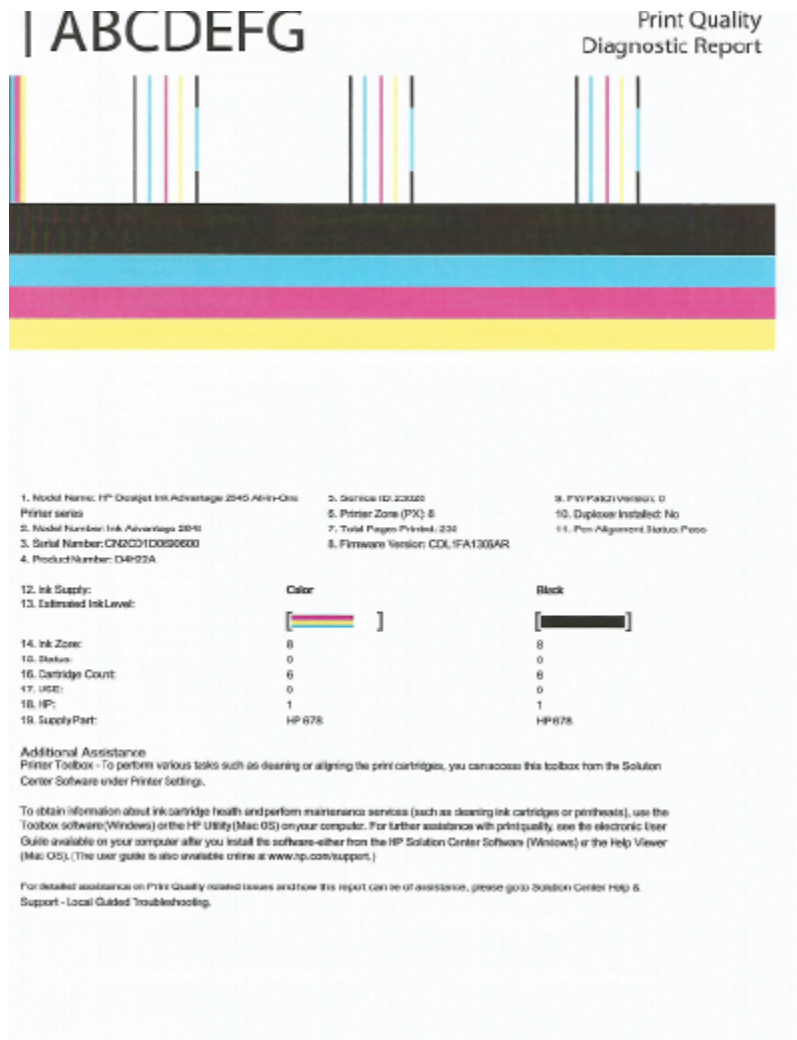 | ABCDEFG
Print Quality
Diagnostic Report
1. Model Name: HP Deskjet Ink Advantage 2645 All-in-One
Printer series
2. Model Number: Ink Advantage
3. Serial Number:
4. Product Number: D4H22A
5. Service ID:
6. Printer Zone (PX): 8
7. Total Pages Printed:
8. Firmware Version:
9. FW Patch Version: 0
10. Duplexer Installed: No
11. Pen Alignment Status: Pass
12. Ink Supply: Color Black
13. Estimated Ink Level:
[ ] [ ]
14. Ink Zone: 8 8
15. Status: 0 0
16. Cartridge Count: 6 6
17. 0 0
18. HP: 1 1
19. Supply Part: HP 678 HP 678
Additional Assistance
Printer Toolbox - To perform various tasks such as cleaning or aligning the print cartridges, you can access this toolbox from the Solution
Center Software under Printer Settings.
To obtain information about ink cartridge health and perform maintenance services (such as cleaning ink cartridges or printheads), use the
Toolbox software (Windows) or the HP Utility (Mac OS) on your computer. For further assistance with print quality, see the electronic User
Guide available on your computer after you install the software-either from the HP Solution Center Software (Windows) or the Help Viewer
(Mac OS). (The user guide is also available online at www.hp.com/support.)
For detailed assistance on Print Quality related issues and how this report can be of assistance, please go to Solution Center Help &
Support - Local Guided Troubleshooting.